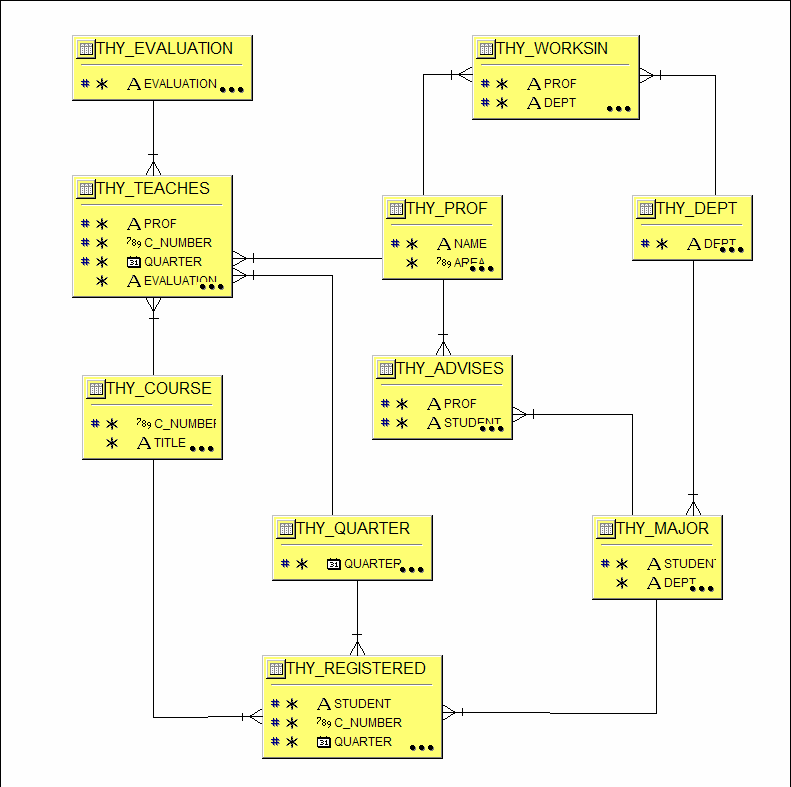 THY_EVALUATION
# * A EVALUATION
THY_WORKSIN
# * A PROF
# * A DEPT
THY_TEACHES
# * A PROF
# * 789 C_NUMBER
# * 31 QUARTER
* A EVALUATION
THY_PROF
# * A NAME
* 789 AREA
THY_DEPT
# * A DEPT
THY_COURSE
# * 789 C_NUMBER
* A TITLE
THY_ADVISES
# * A PROF
# * A STUDENT
THY_QUARTER
# * 31 QUARTER
THY_MAJOR
# * A STUDENT
* A DEPT
THY_REGISTERED
# * A STUDENT
# * 789 C_NUMBER
# * 31 QUARTER